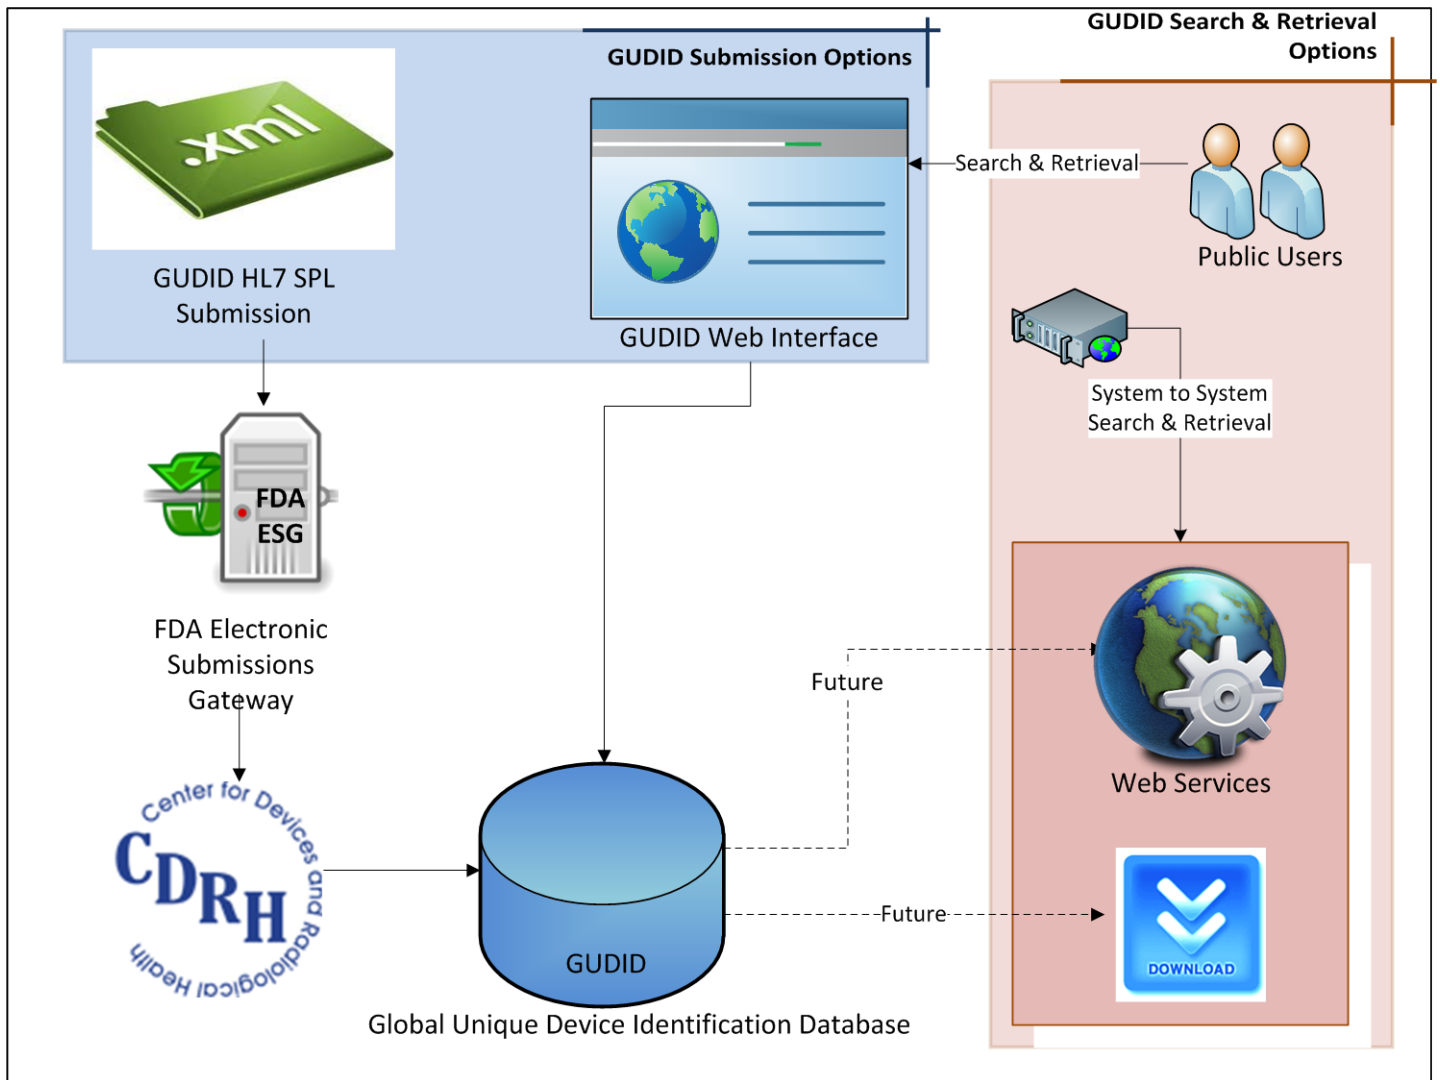 GUDID Submission Options
GUDID Search & Retrieval
Options
.xml
GUDID HL7 SPL
Submission
GUDID Web Interface
Search & Retrieval
Public Users
System to System
Search & Retrieval
FDA
ESG
FDA Electronic
Submissions
Gateway
Center for Devices and Radiological Health
CDRH
GUDID
Global Unique Device Identification Database
Future
Future
Web Services
DOWNLOAD